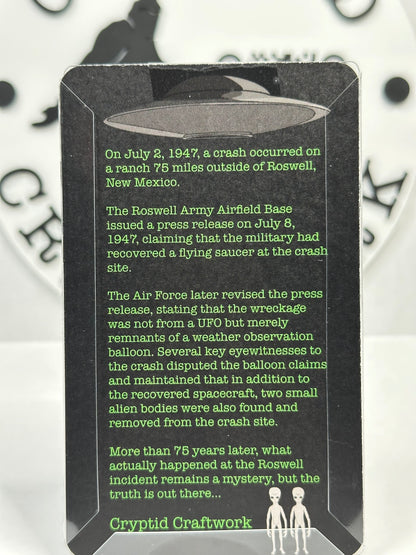 On July 2, 1947, a crash occurred on
a ranch 75 miles outside of Roswell,
New Mexico.
The Roswell Army Airfield Base
issued a press release on July 8,
1947, claiming that the military had
recovered a flying saucer at the crash
site.
The Air Force later revised the press
release, stating that the wreckage
was not from a UFO but merely
remnants of a weather observation
balloon. Several key eyewitnesses to
the crash disputed the balloon claims
and maintained that in addition to
the recovered spacecraft, two small
alien bodies were also found and
removed from the crash site.
More than 75 years later, what
actually happened at the Roswell
incident remains a mystery, but the
truth is out there...
Cryptid Craftwork